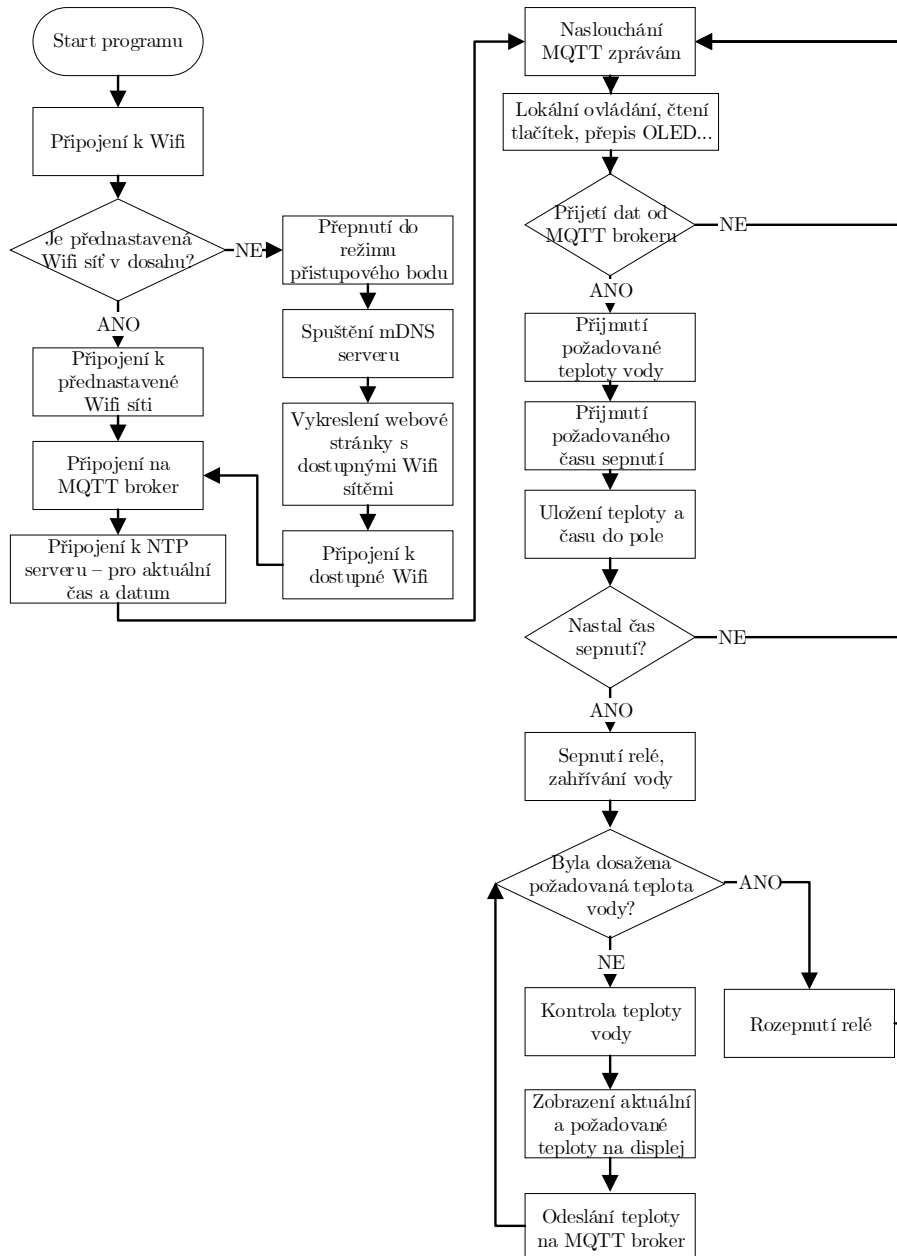 Start programu
Připojení k Wifi
Je přednastavená
Wifi síť v dosahu?
NE
ANO
Přepnutí do
režimu
přistupového bodu
Spuštění mDNS
serveru
Vykreslení webové
stránky s
dostupnými Wifi
sítěmi
Připojení k
dostupné Wifi
Připojení k
přednastavené
Wifi síti
Připojení na
MQTT broker
Připojení k NTP
serveru – pro aktuální
čas a datum
Naslouchání
MQTT zprávám
Lokální ovládání, čtení
tlačítek, přepis OLED...
Přijetí dat od
MQTT brokeru
NE
ANO
Přijmutí
požadované
teploty vody
Přijmutí
požadovaného
času sepnutí
Uložení teploty a
času do pole
Nastal čas
sepnutí?
NE
ANO
Sepnutí relé,
zahřívání vody
Byla dosažena
požadovaná teplota
vody?
ANO
NE
Kontrola teploty
vody
Rozepnutí relé
Zobrazení aktuální
a požadované
teploty na displej
Odeslání teploty
na MQTT broker